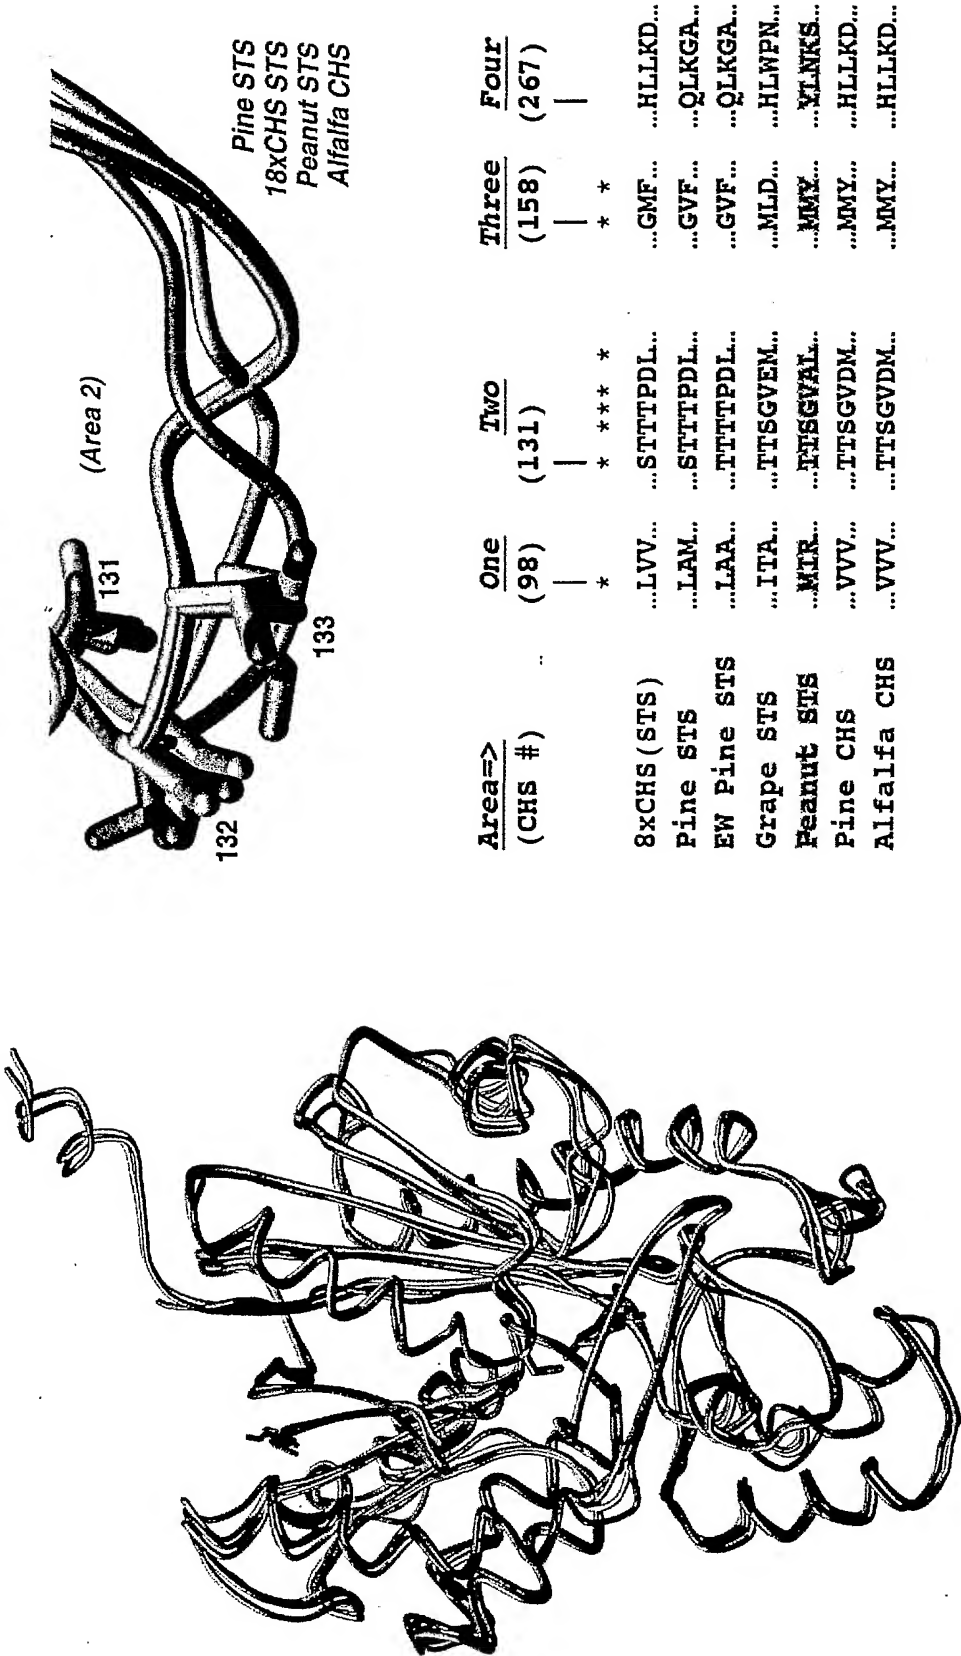 (Area 2)
131
132
133
Pine STS
18xCHS STS
Peanut STS
Alfalfa CHS
Area=> One Two Three Four
(CHS #) (98) (131) (158) (267)
* * *** * * *
8xCHS(STS) ...LVV... ...STTTPDL... ...GMF... ...HLLKD...
Pine STS ...LAM... ...STTTPDL... ...GVF... ...QLKGA...
EW Pine STS ...LAA... ...TTTTPDL... ...GVF... ...QLKGA...
Grape STS ...ITA... ...TTSGVEM... ...MLD... ...HLWPN...
Peanut STS ...TTSGVAL... ...MMY...
Pine CHS ...VVV... ...TTSGVDM... ...MMY... ...HLLKD...
Alfalfa CHS ...VVV... ...TTSGVDM... ...MMY... ...HLLKD...